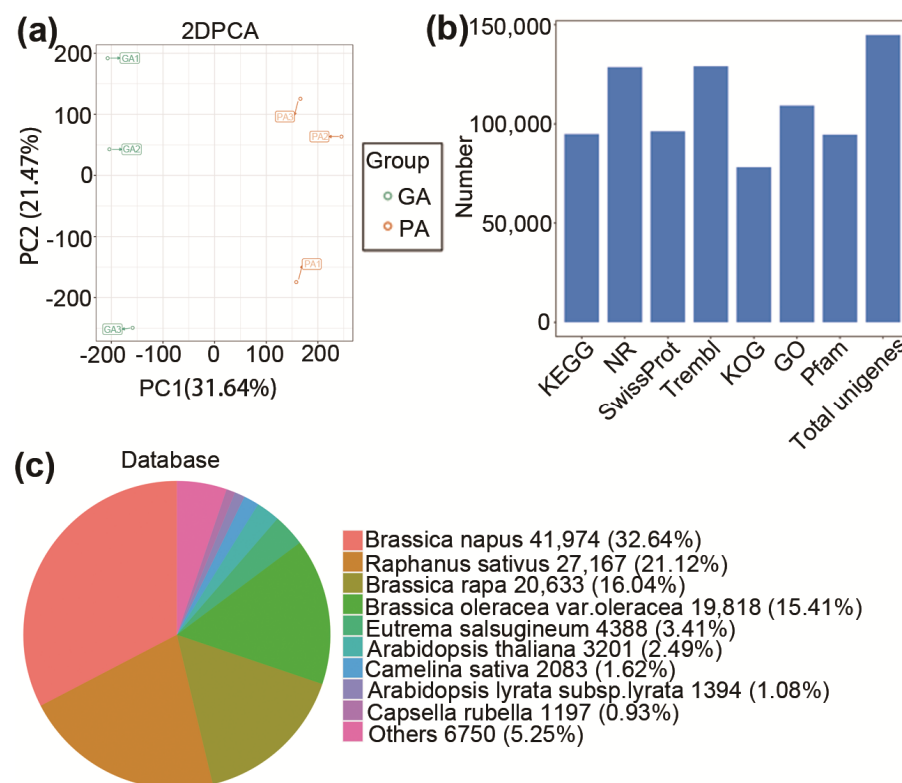 (a)
2DPCA
200
100
0
-100
-200
PC2 (21.47%)
GA1
GA2
GA3
PA3
PA2
PA1
-200 -100 0 100 200
PC1(31.64%)
Group
GA
PA
(b)
150,000
100,000
50,000
0
Number
KEGG
NR
SwissProt
Trembl
KOG
GO
Pfam
Total unigenes
(c)
Database
Brassica napus 41,974 (32.64%)
Raphanus sativus 27,167 (21.12%)
Brassica rapa 20,633 (16.04%)
Brassica oleracea var.oleracea 19,818 (15.41%)
Eutrema salsugineum 4388 (3.41%)
Arabidopsis thaliana 3201 (2.49%)
Camelina sativa 2083 (1.62%)
Arabidopsis lyrata subsp.lyrata 1394 (1.08%)
Capsella rubella 1197 (0.93%)
Others 6750 (5.25%)